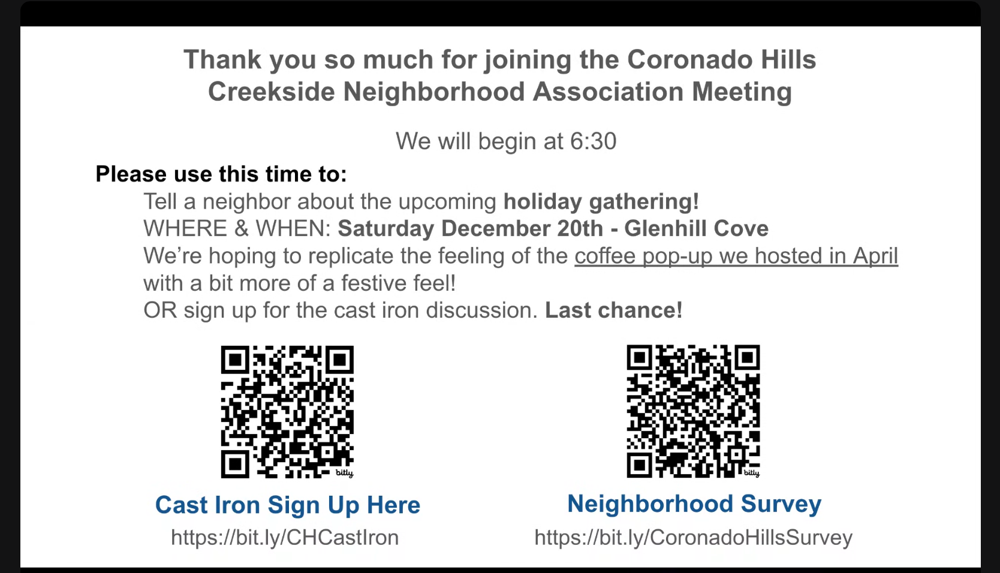 Thank you so much for joining the Coronado Hills
Creekside Neighborhood Association Meeting
We will begin at 6:30
Please use this time to:
Tell a neighbor about the upcoming holiday gathering!
WHERE & WHEN: Saturday December 20th - Glenhill Cove
We’re hoping to replicate the feeling of the coffee pop-up we hosted in April
with a bit more of a festive feel!
OR sign up for the cast iron discussion. Last chance!
bitly
bitly
Cast Iron Sign Up Here
Neighborhood Survey
https://bit.ly/CHCastIron
https://bit.ly/CoronadoHillsSurvey